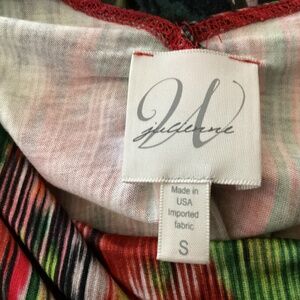 W
julienne
Made in
USA
Imported
fabric
S